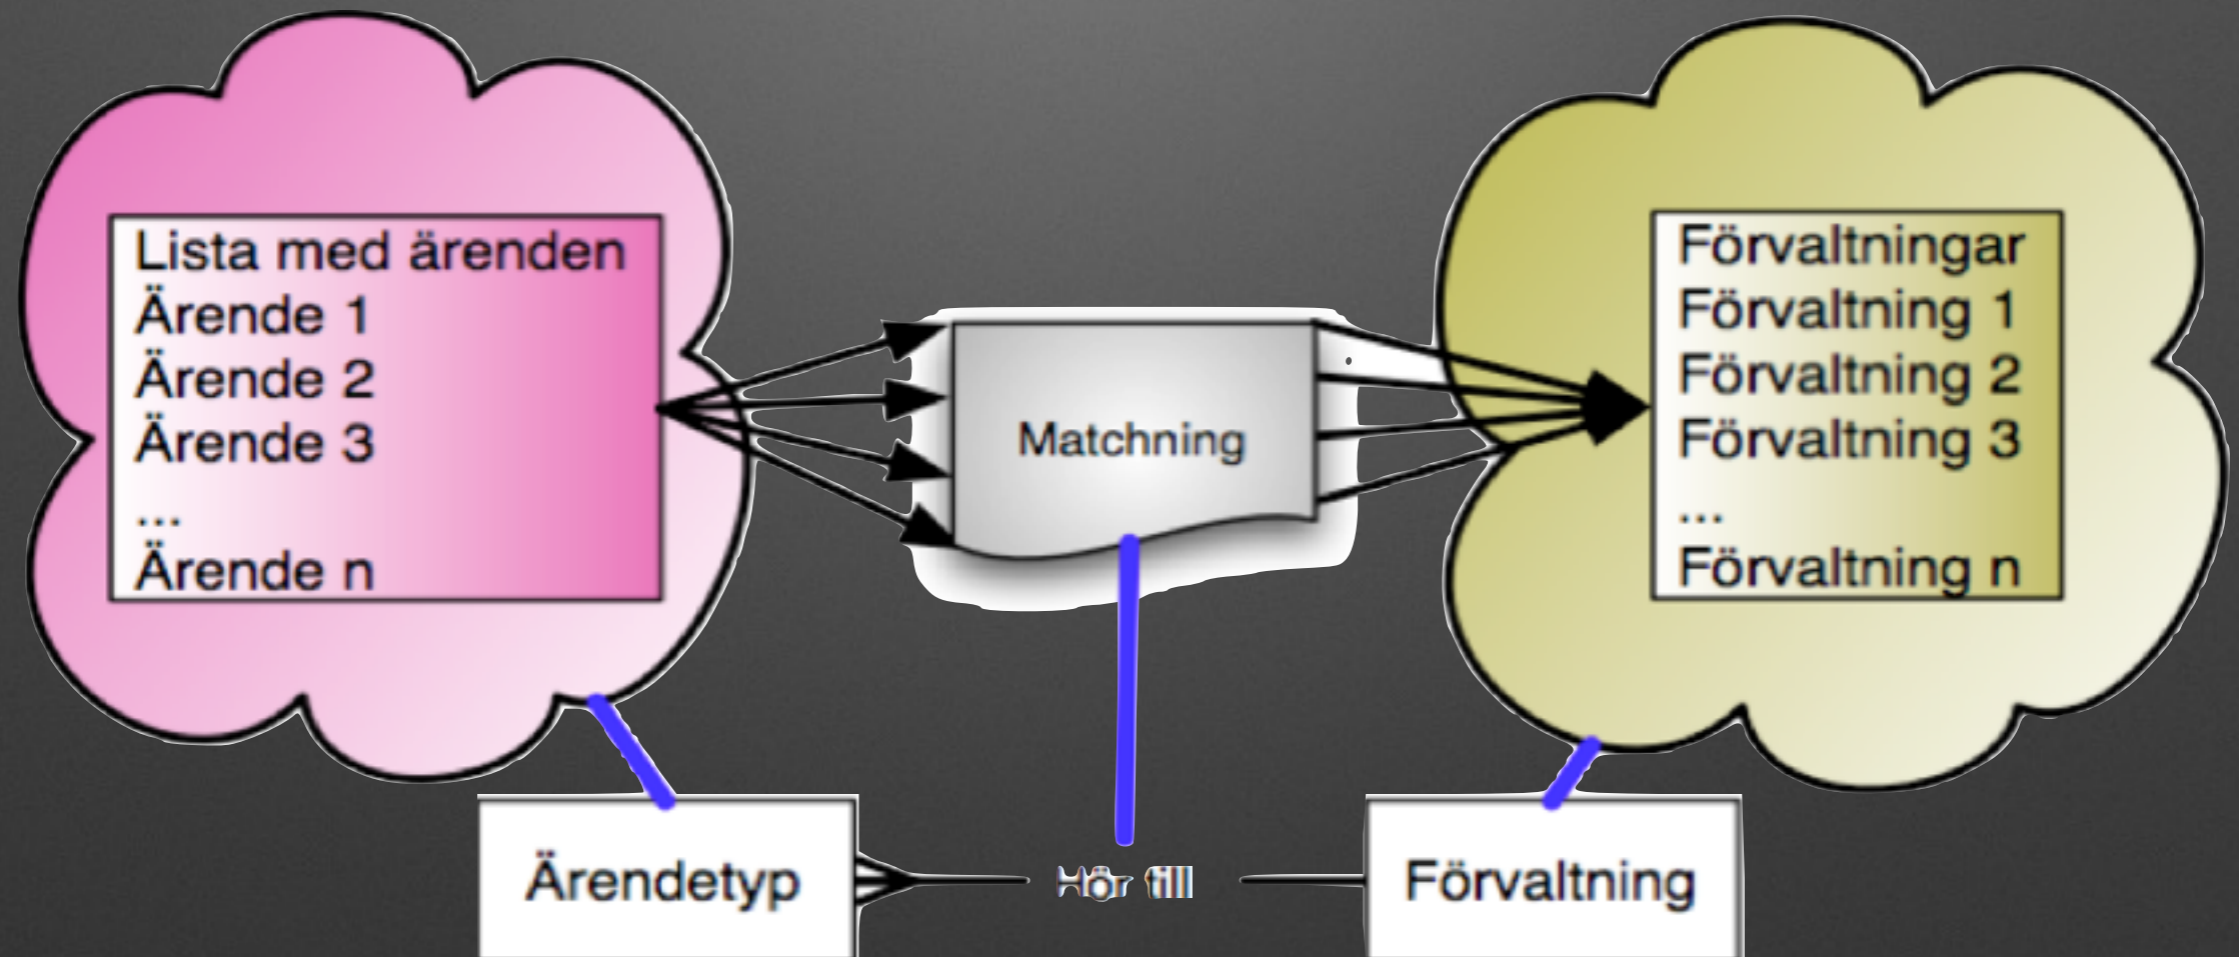 Lista med ärenden
Ärende 1
Ärende 2
Ärende 3
...
Ärende n
Matchning
Förvaltningar
Förvaltning 1
Förvaltning 2
Förvaltning 3
...
Förvaltning n
Ärendetyp
Hör till
Förvaltning